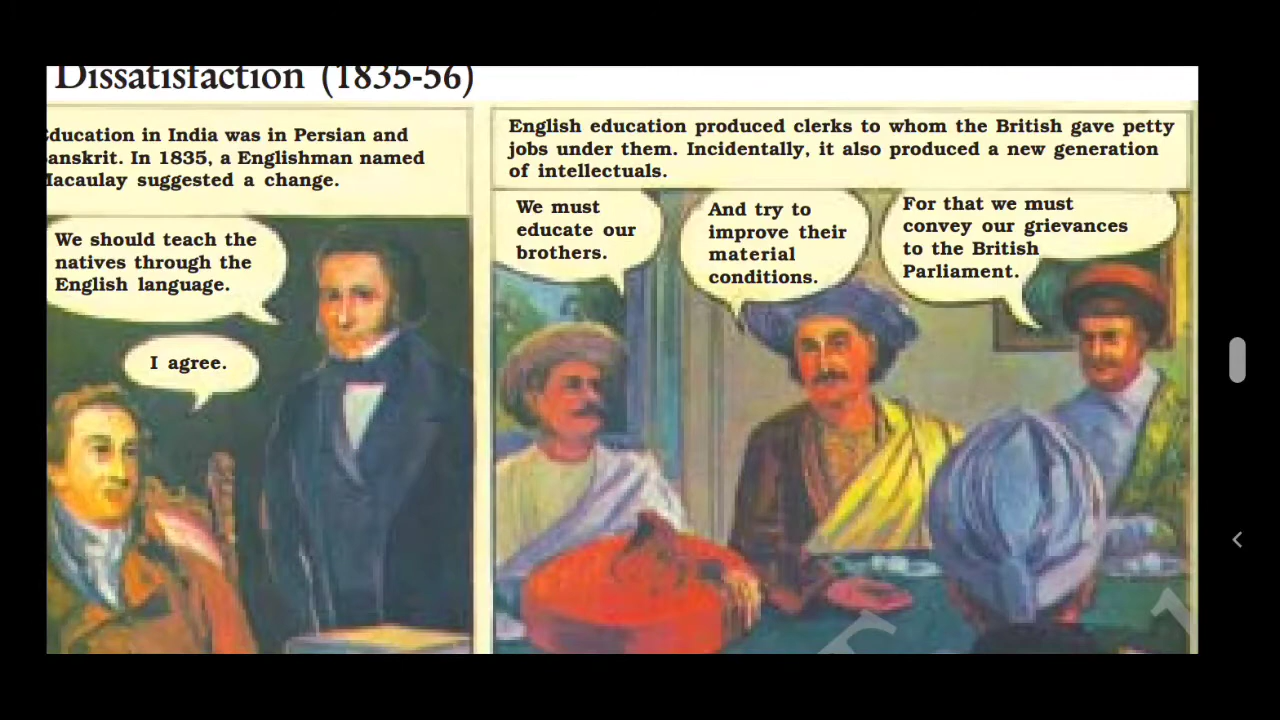 Dissatisfaction (1835-56)
Education in India was in Persian and
Sanskrit. In 1835, a Englishman named
Macaulay suggested a change.
We should teach the
natives through the
English language.
I agree.
English education produced clerks to whom the British gave petty
jobs under them. Incidentally, it also produced a new generation
of intellectuals.
We must
educate our
brothers.
And try to
improve their
material
conditions.
For that we must
convey our grievances
to the British
Parliament.